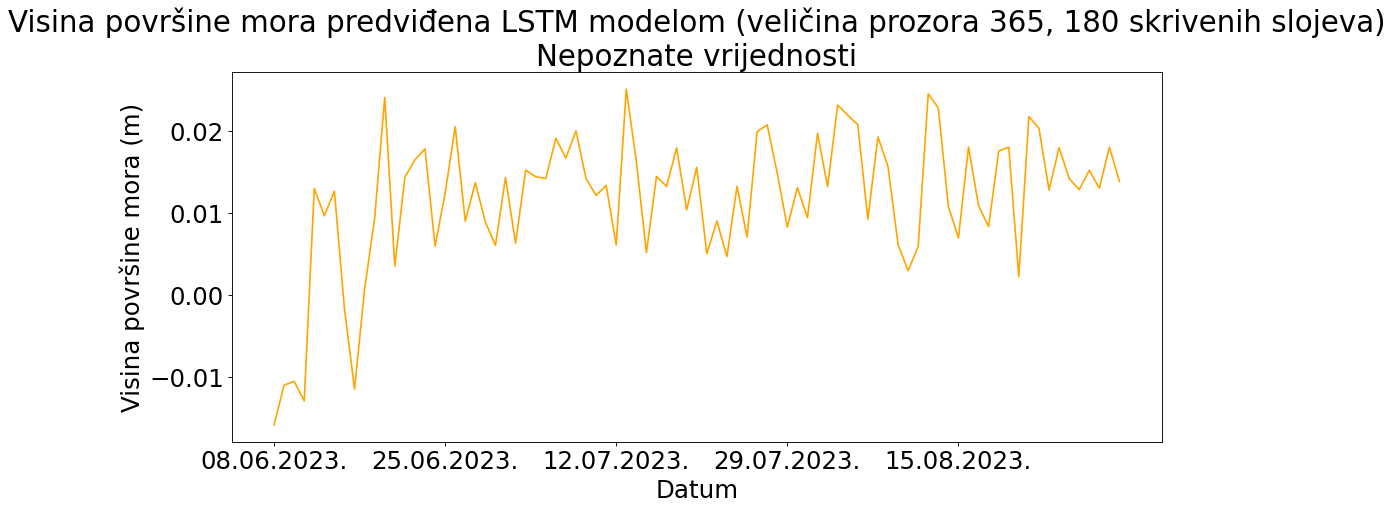 Visina površine mora predviđena LSTM modelom (veličina prozora 365, 180 skrivenih slojeva)
Nepoznate vrijednosti
Visina površine mora (m)
0.02
0.01
0.00
−0.01
08.06.2023. 25.06.2023. 12.07.2023. 29.07.2023. 15.08.2023.
Datum